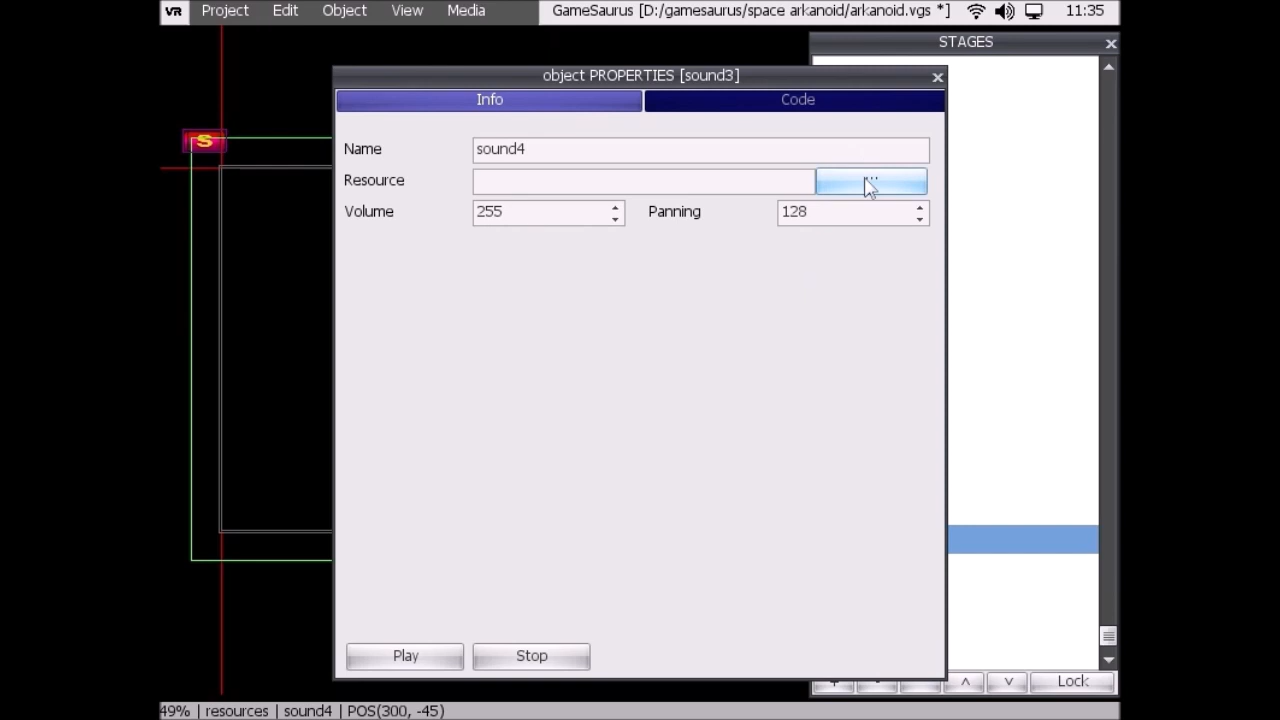 VR Project Edit Object View Media GameSaurus [D:/gamesaurus/space arkanoid/arkanoid.vgs *] 11:35
STAGES x
object PROPERTIES [sound3] x
Info Code
S
Name sound4
Resource ...
Volume 255 Panning 128
Play Stop
+ - ^ v Lock
49% | resources | sound4 | POS(300, -45)